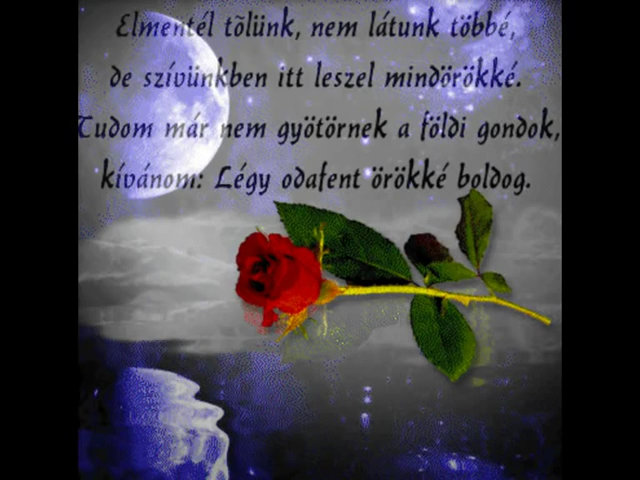 Elmentél tõlünk, nem látunk többé,
de szívünkben itt leszel mindörökké.
Tudom már nem gyötörnek a földi gondok,
kívánom: Légy odafent örökké boldog.